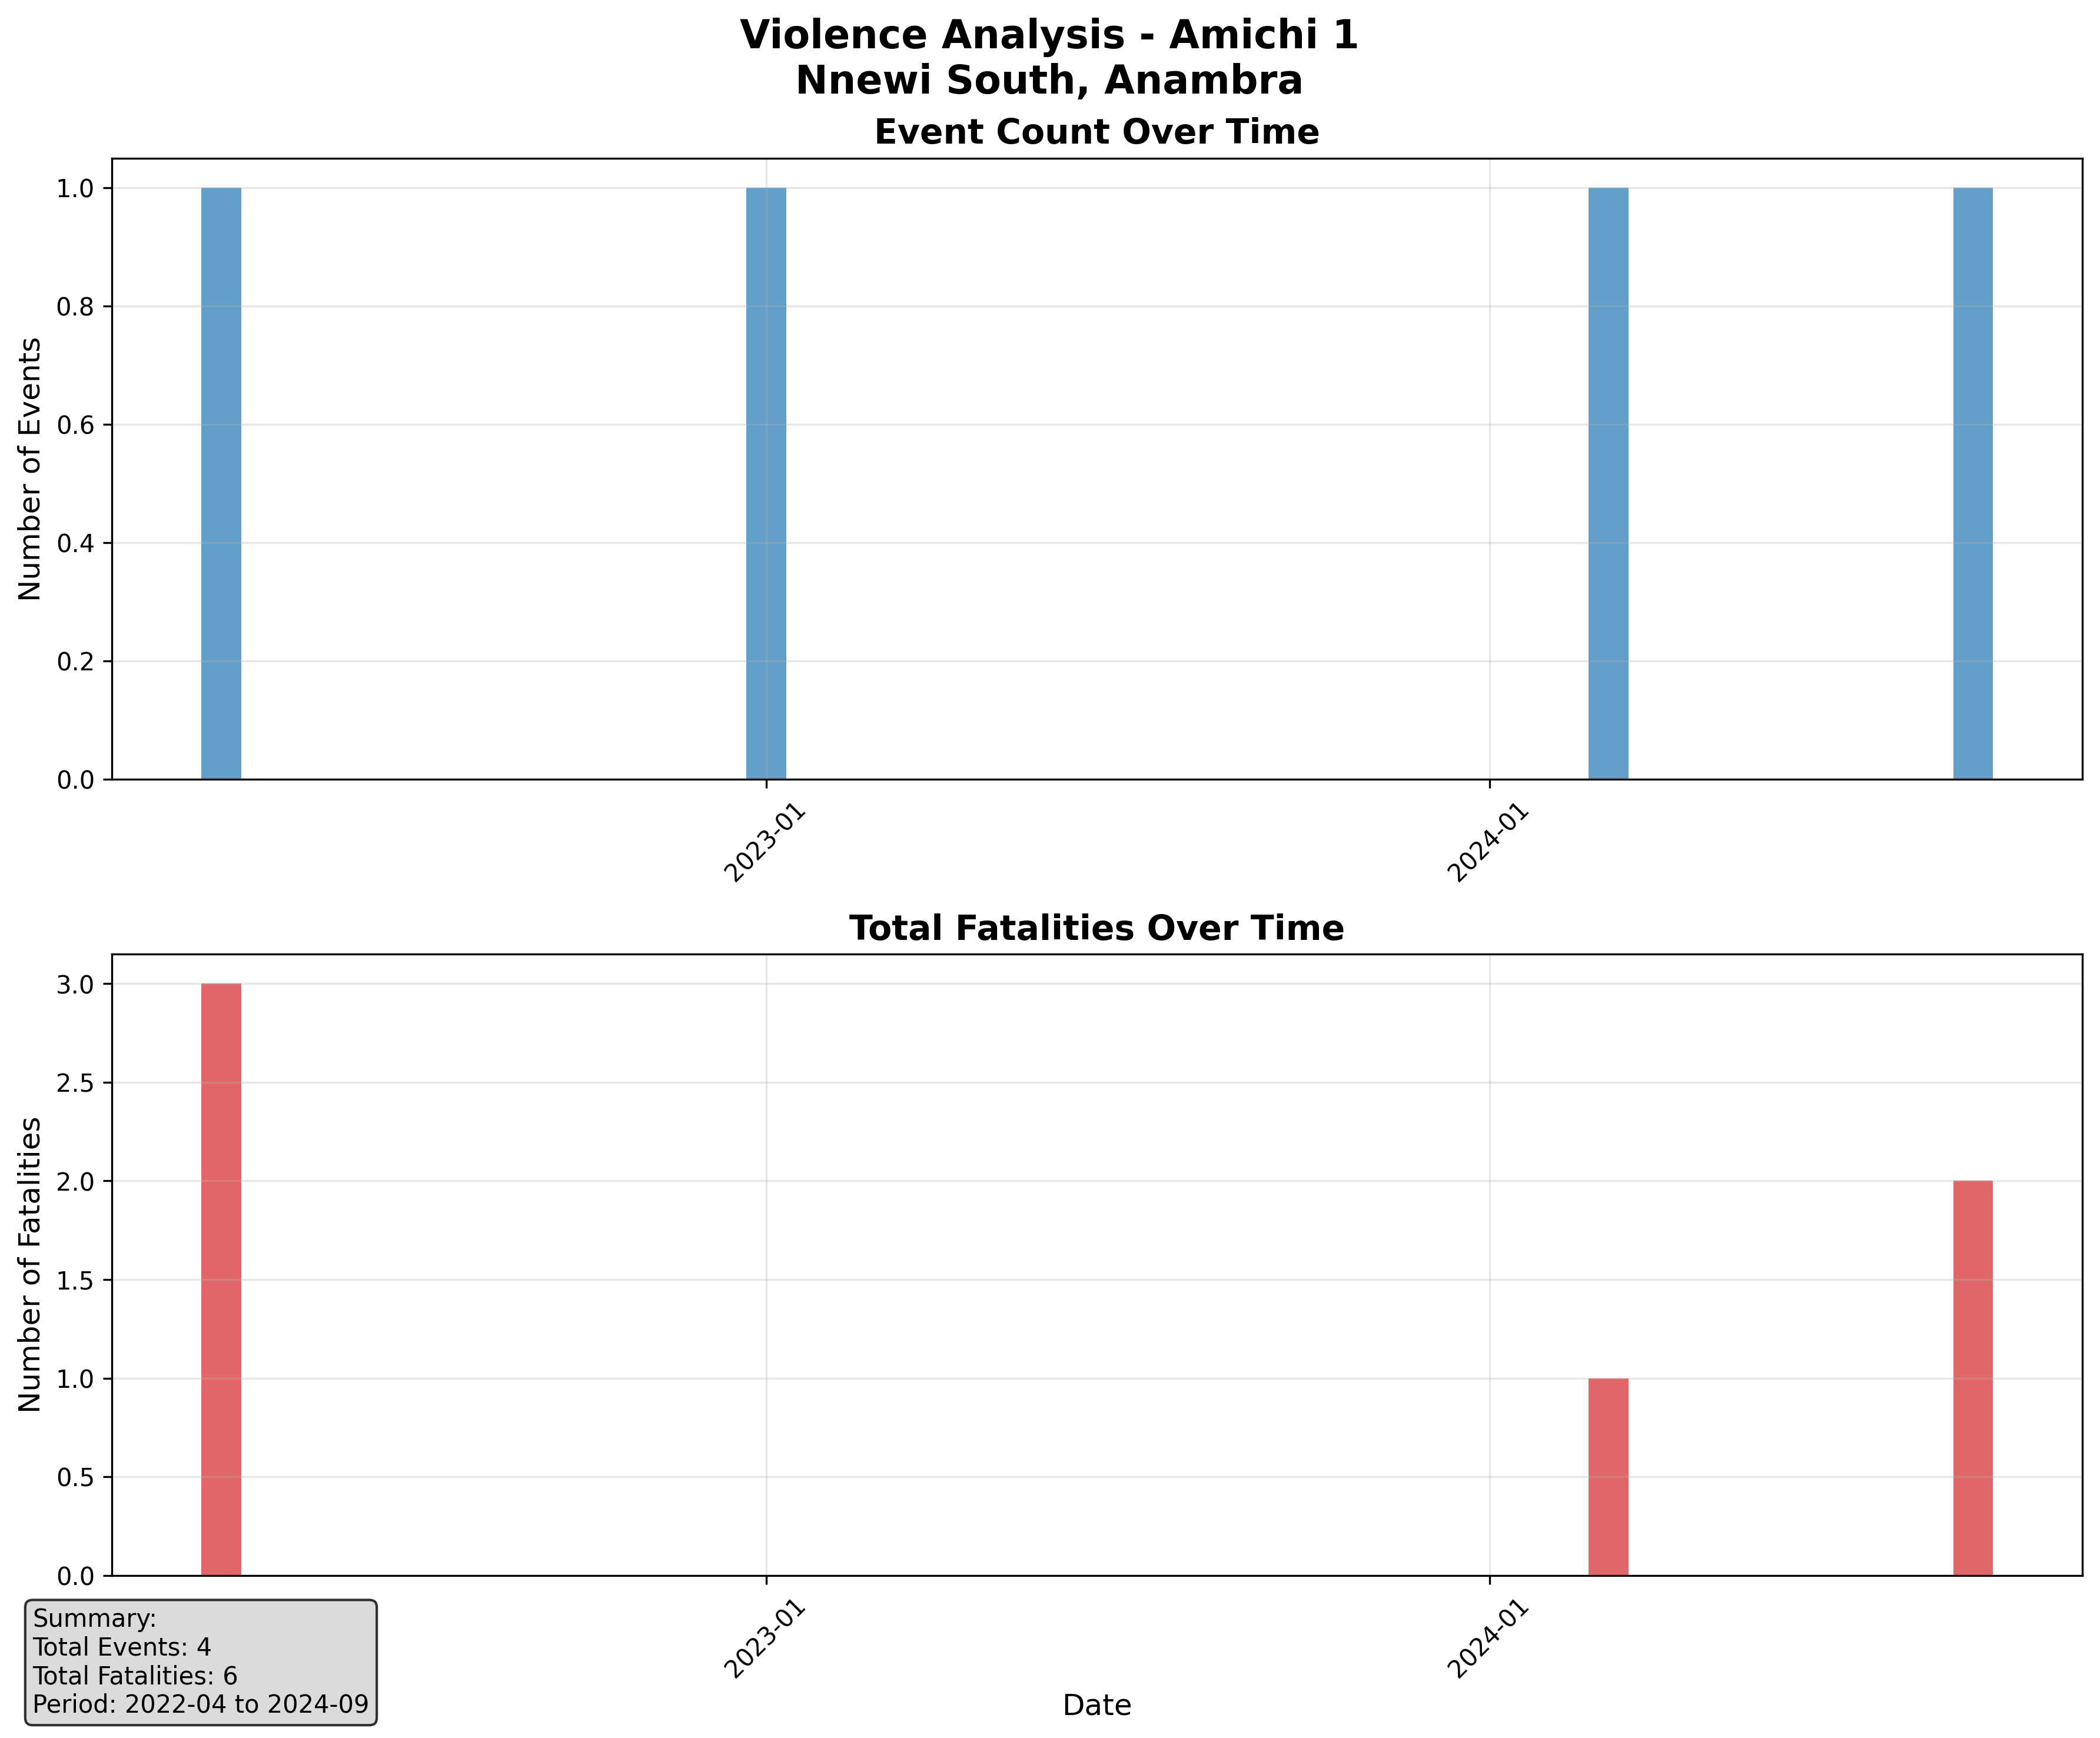 Violence Analysis - Amichi 1
Nnewi South, Anambra
Event Count Over Time
Number of Events
1.0
0.8
0.6
0.4
0.2
0.0
2023-01
2024-01
Total Fatalities Over Time
Number of Fatalities
3.0
2.5
2.0
1.5
1.0
0.5
0.0
2023-01
2024-01
Date
Summary:
Total Events: 4
Total Fatalities: 6
Period: 2022-04 to 2024-09